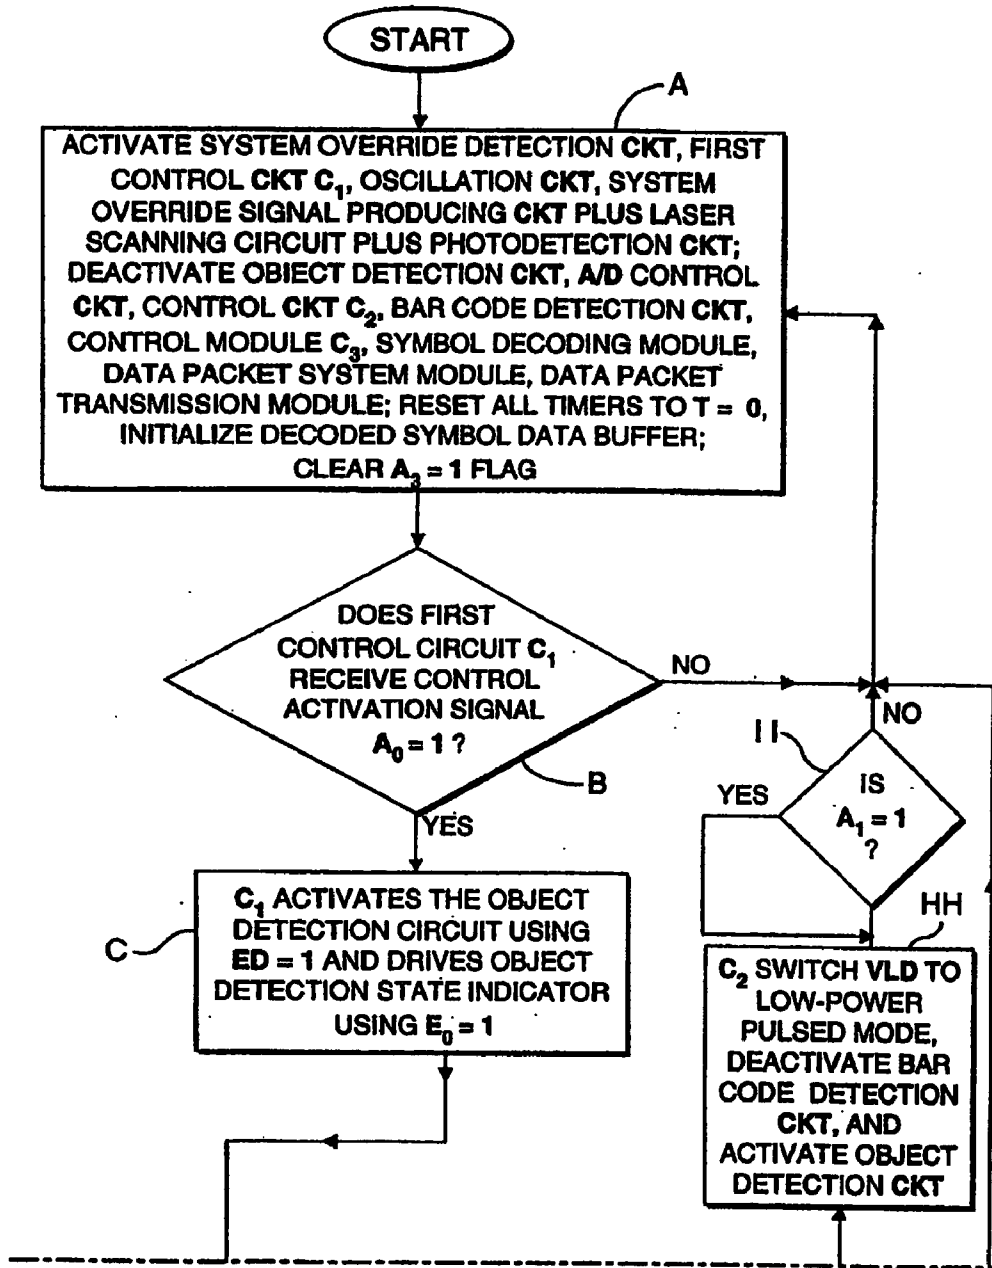 START
A
ACTIVATE SYSTEM OVERRIDE DETECTION CKT, FIRST
CONTROL CKT C1, OSCILLATION CKT, SYSTEM
OVERRIDE SIGNAL PRODUCING CKT PLUS LASER
SCANNING CIRCUIT PLUS PHOTODETECTION CKT;
DEACTIVATE OBJECT DETECTION CKT, A/D CONTROL
CKT, CONTROL CKT C2, BAR CODE DETECTION CKT,
CONTROL MODULE C3, SYMBOL DECODING MODULE,
DATA PACKET SYSTEM MODULE, DATA PACKET
TRANSMISSION MODULE; RESET ALL TIMERS TO T = 0,
INITIALIZE DECODED SYMBOL DATA BUFFER;
CLEAR A3 = 1 FLAG
DOES FIRST
CONTROL CIRCUIT C1
RECEIVE CONTROL
ACTIVATION SIGNAL
A0 = 1 ?
NO
B
YES
NO
II
YES
IS
A1 = 1
?
C
C1 ACTIVATES THE OBJECT
DETECTION CIRCUIT USING
ED = 1 AND DRIVES OBJECT
DETECTION STATE INDICATOR
USING E0 = 1
HH
C2 SWITCH VLD TO
LOW-POWER
PULSED MODE,
DEACTIVATE BAR
CODE DETECTION
CKT, AND
ACTIVATE OBJECT
DETECTION CKT